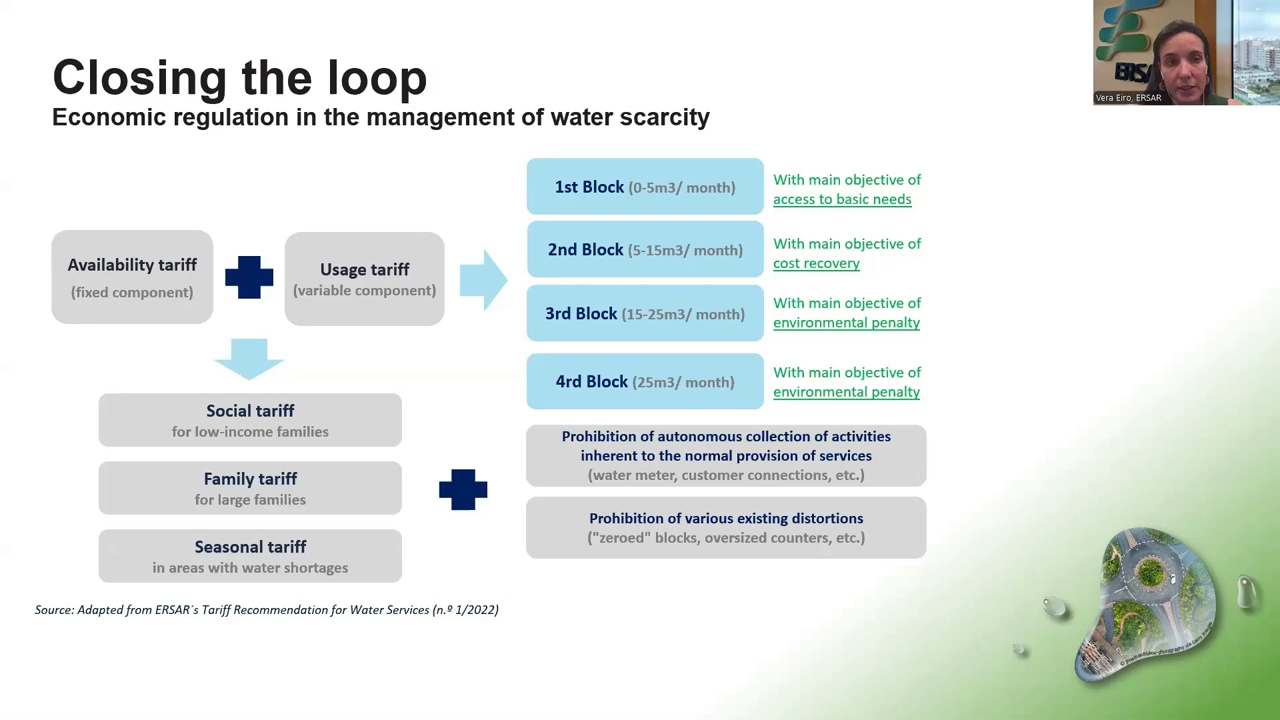 Closing the loop
Economic regulation in the management of water scarcity
ERSA
Vera Eiro, ERSAR
Availability tariff
(fixed component)
Usage tariff
(variable component)
1st Block (0-5m3/ month)
With main objective of
access to basic needs
2nd Block (5-15m3/ month)
With main objective of
cost recovery
3rd Block (15-25m3/ month)
With main objective of
environmental penalty
4rd Block (25m3/ month)
With main objective of
environmental penalty
Social tariff
for low-income families
Family tariff
for large families
Seasonal tariff
in areas with water shortages
Prohibition of autonomous collection of activities
inherent to the normal provision of services
(water meter, customer connections, etc.)
Prohibition of various existing distortions
("zeroed" blocks, oversized counters, etc.)
Source: Adapted from ERSAR´s Tariff Recommendation for Water Services (n.º 1/2022)